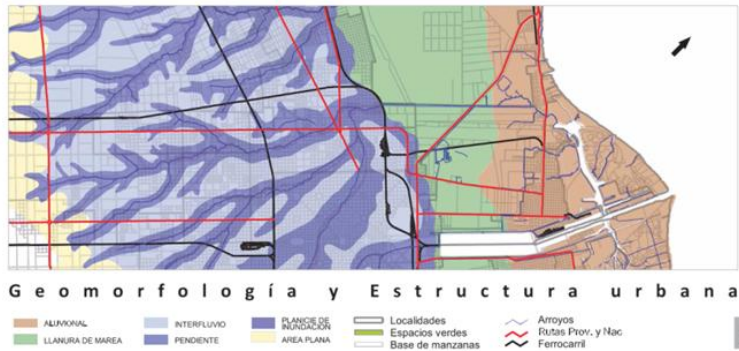 Geomorfología y Estructura urbana
ALUVIONAL
LLANURA DE MAREA
INTERFLUVIO
PENDIENTE
PLANICIE DE
INUNDACIÓN
AREA PLANA
Localidades
Espacios verdes
Base de manzanas
Arroyos
Rutas Prov. y Nac
Ferrocarril